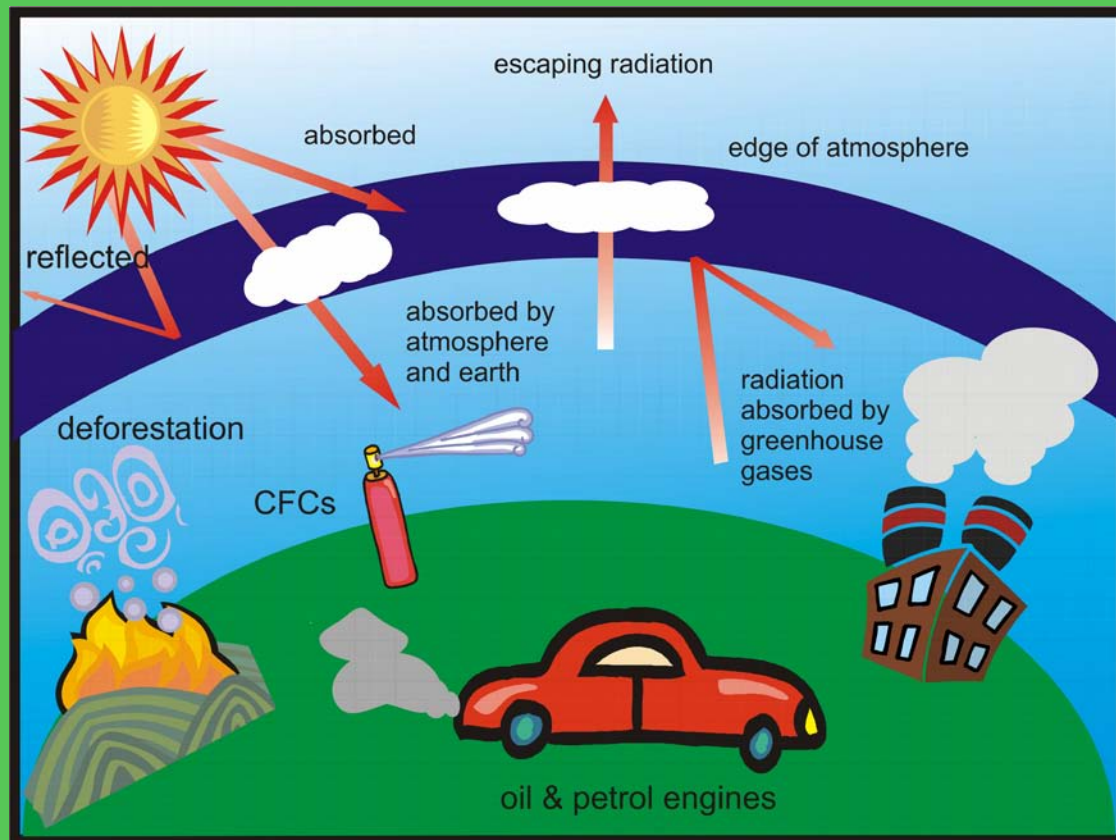 escaping radiation
absorbed
edge of atmosphere
reflected
absorbed by
atmosphere
and earth
radiation
absorbed by
greenhouse
gases
deforestation
CFCs
oil & petrol engines